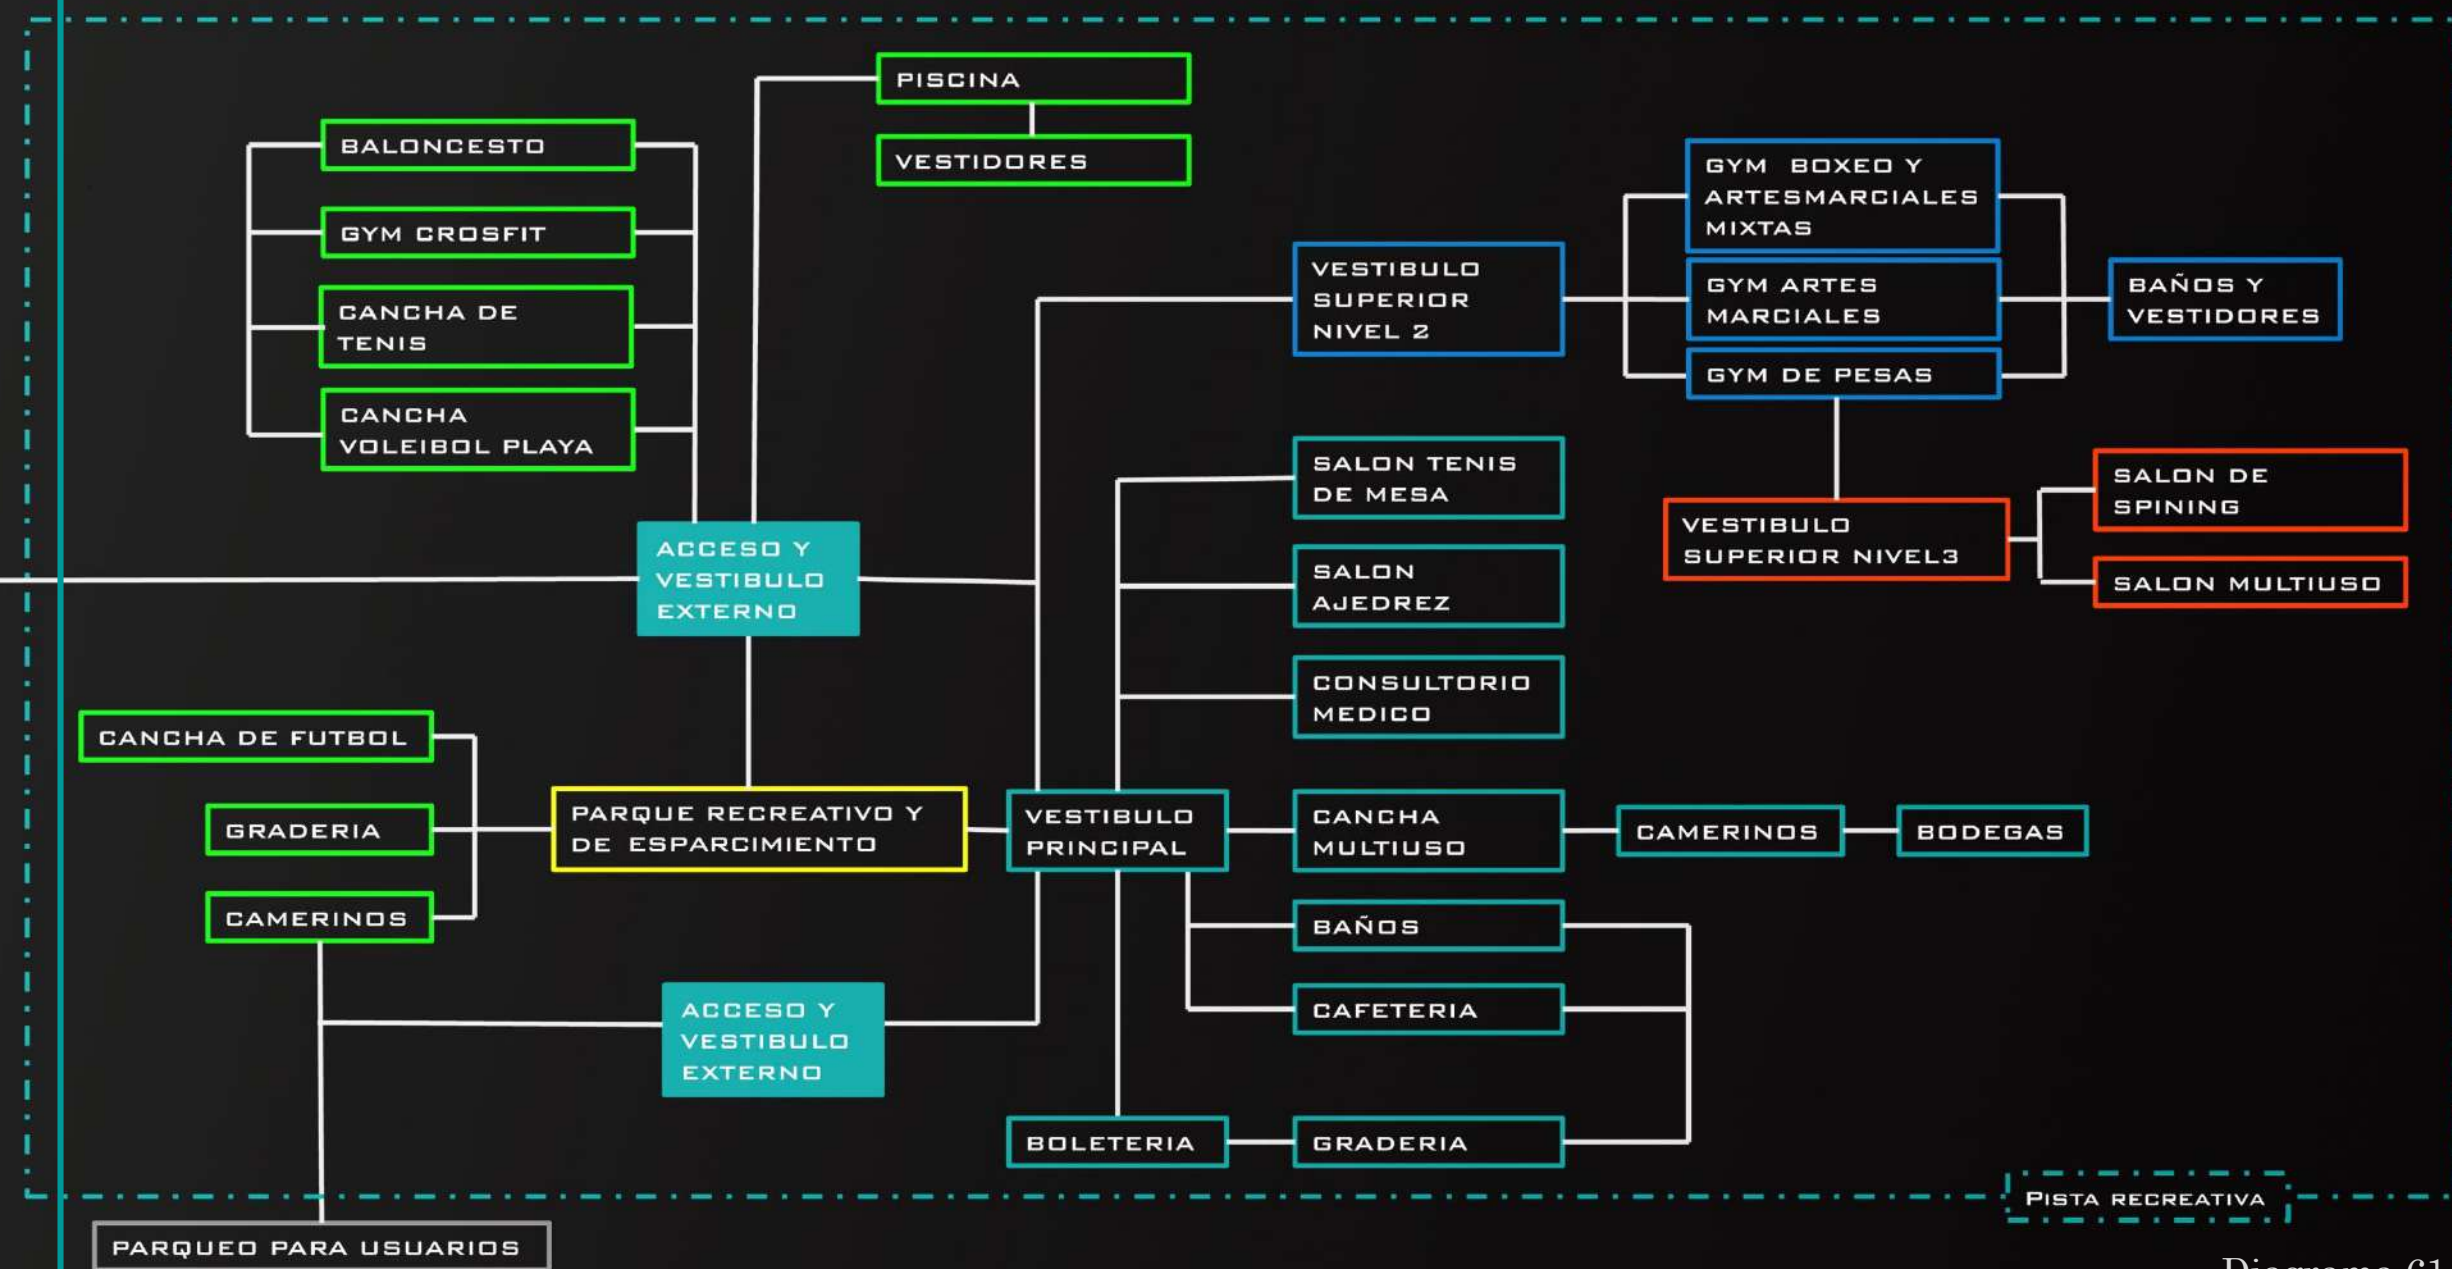 PISCINA
VESTIDORES
BALONCESTO
GYM CROSFIT
CANCHA DE
TENIS
CANCHA
VOLEIBOL PLAYA
GYM BOXEO Y
ARTESMARCIALES
MIXTAS
VESTIBULO
SUPERIOR
NIVEL 2
GYM ARTES
MARCIALES
BAÑOS Y
VESTIDORES
GYM DE PESAS
SALON TENIS
DE MESA
VESTIBULO
SUPERIOR NIVEL3
SALON DE
SPINING
SALON MULTIUSO
ACCESO Y
VESTIBULO
EXTERNO
SALON
AJEDREZ
CONSULTORIO
MEDICO
CANCHA DE FUTBOL
GRADERIA
CAMERINOS
PARQUE RECREATIVO Y
DE ESPARCIMIENTO
VESTIBULO
PRINCIPAL
CANCHA
MULTIUSO
CAMERINOS
BODEGAS
BAÑOS
CAFETERIA
ACCESO Y
VESTIBULO
EXTERNO
BOLETERIA
GRADERIA
PISTA RECREATIVA
PARQUEO PARA USUARIOS
Diagrama 61